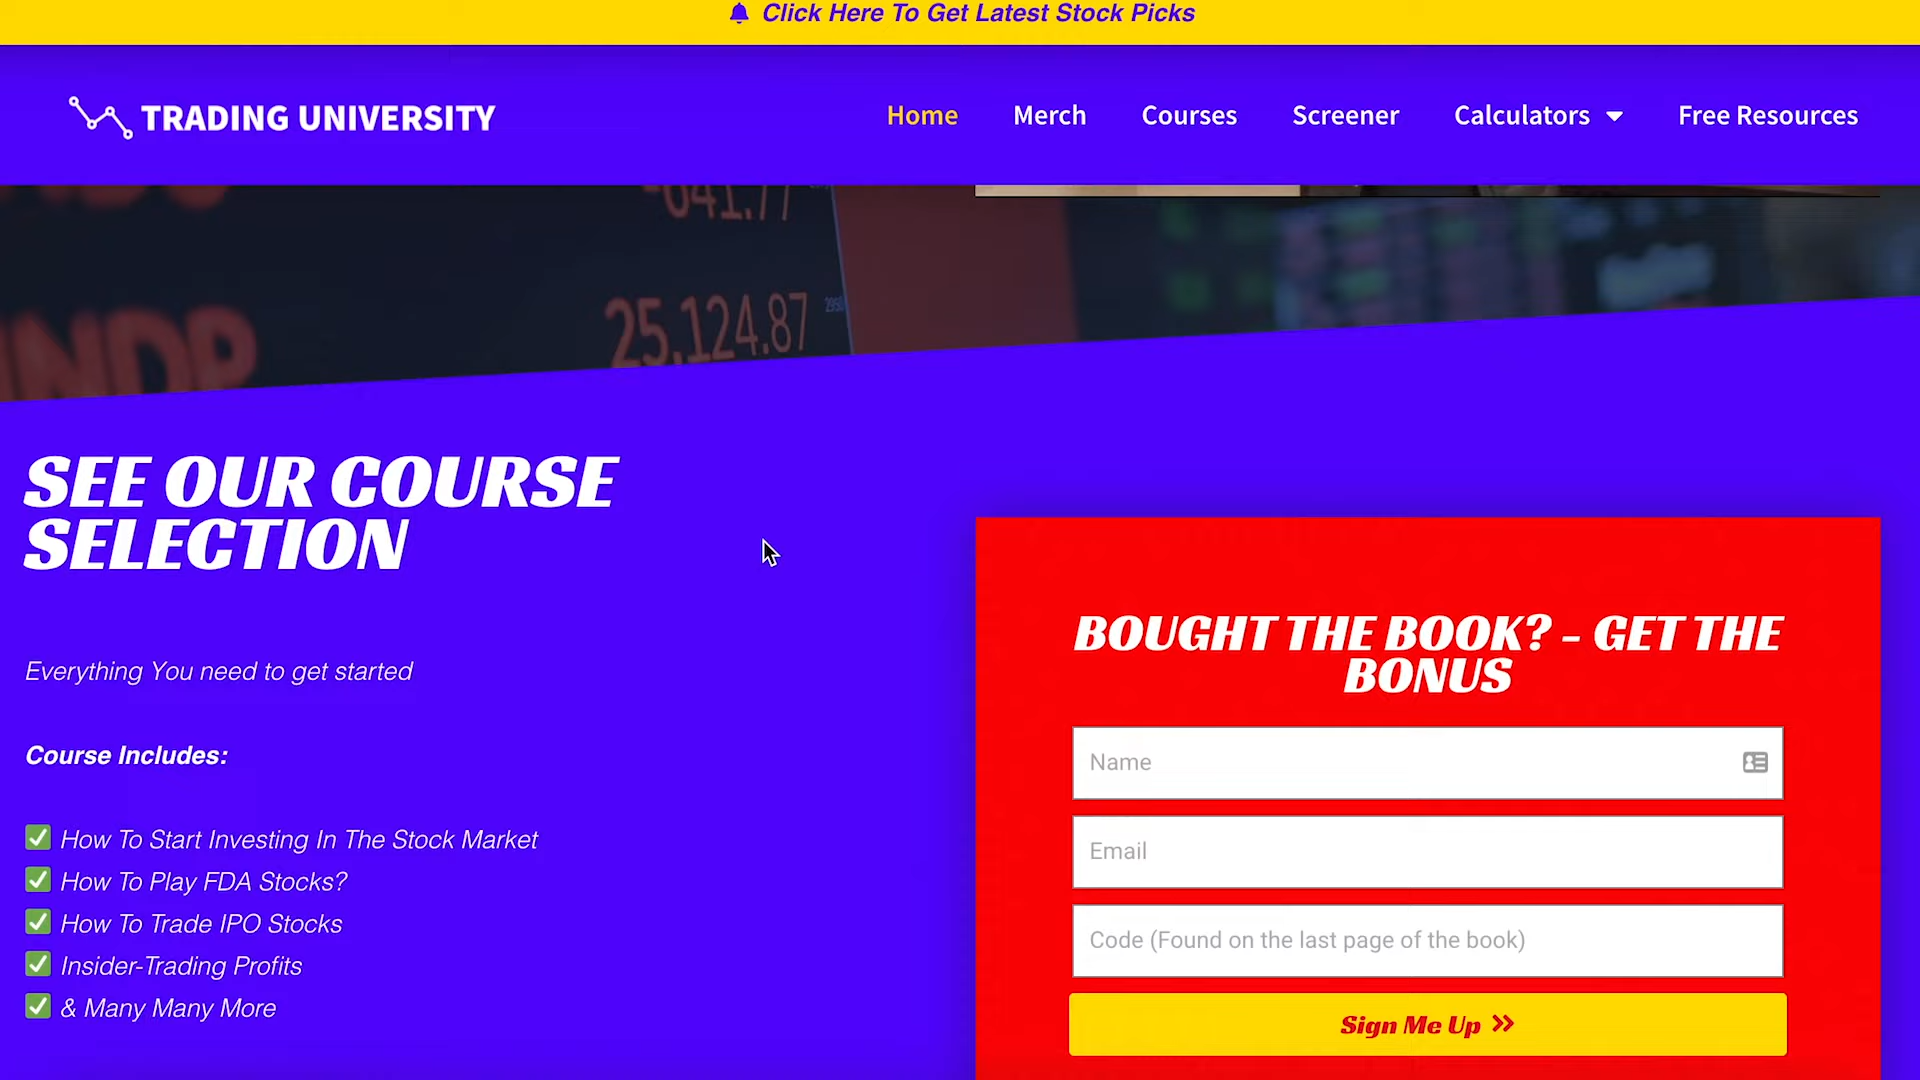 Click Here To Get Latest Stock Picks
TRADING UNIVERSITY
Home
Merch
Courses
Screener
Calculators
Free Resources
25,124.87
SEE OUR COURSE
SELECTION
Everything You need to get started
Course Includes:
How To Start Investing In The Stock Market
How To Play FDA Stocks?
How To Trade IPO Stocks
Insider-Trading Profits
& Many Many More
BOUGHT THE BOOK? - GET THE
BONUS
Name
Email
Code (Found on the last page of the book)
Sign Me Up